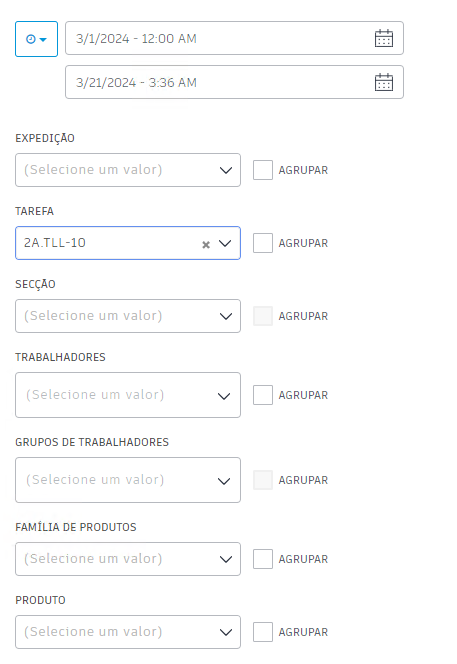 3/1/2024 - 12:00 AM
3/21/2024 - 3:36 AM
EXPEDIÇÃO
(Selecione um valor) AGRUPAR
TAREFA
2A.TLL-10 AGRUPAR
SECÇÃO
(Selecione um valor) AGRUPAR
TRABALHADORES
(Selecione um valor) AGRUPAR
GRUPOS DE TRABALHADORES
(Selecione um valor) AGRUPAR
FAMÍLIA DE PRODUTOS
(Selecione um valor) AGRUPAR
PRODUTO
(Selecione um valor) AGRUPAR